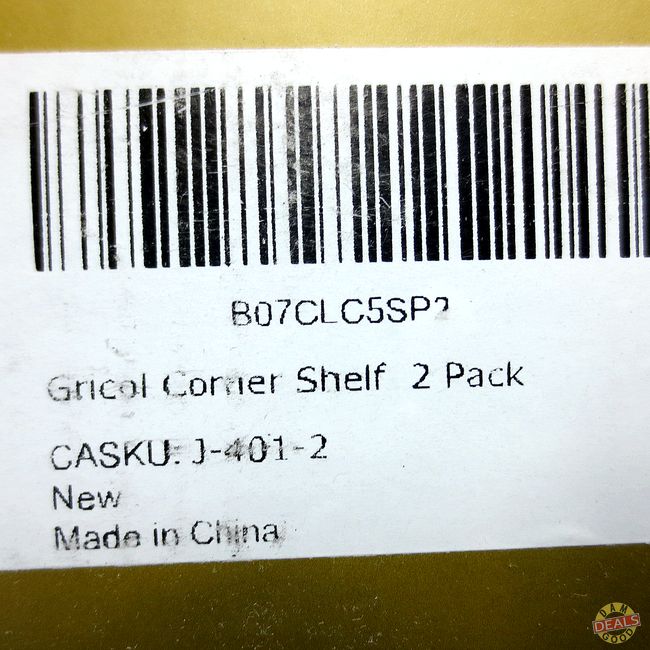 B07CLC5SP2
Gricol Corner Shelf 2 Pack
CASKU: J-401-2
New
Made in China
DAM
DEALS
GOOD